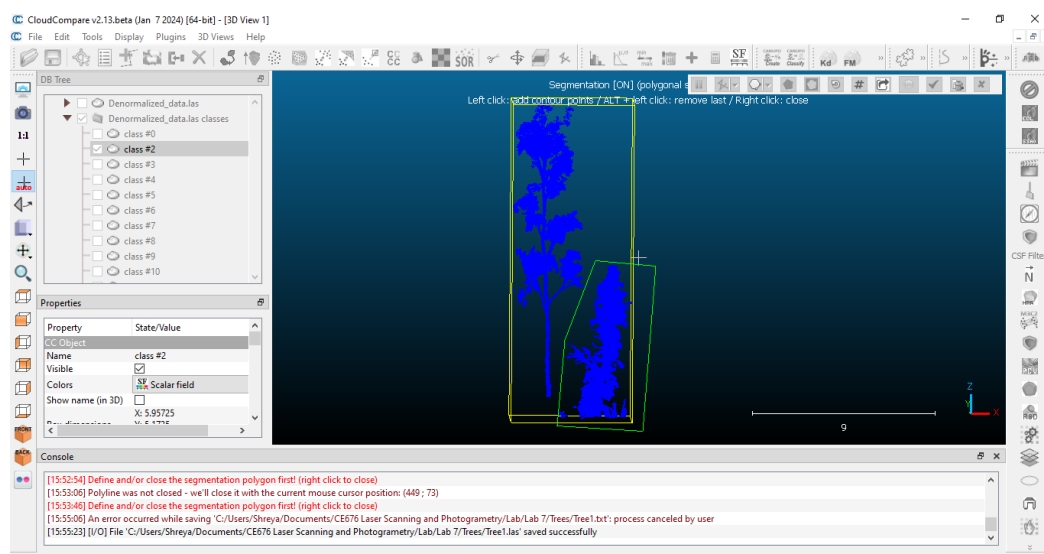 CloudCompare v2.13.beta (Jan 7 2024) [64-bit] - [3D View 1]
File Edit Tools Display Plugins 3D Views Help
SOR
SF
Kd
FM
DB Tree
Denormalized_data.las
Denormalized_data.las classes
class #0
class #2
class #3
class #4
class #5
class #6
class #7
class #8
class #9
class #10
1:1
auto
FRONT
BACK
Segmentation [ON] (polygonal s
Left click: add contour points / ALT + left click: remove last / Right click: close
Z
Y
X
9
CSF Filte
N
Properties
Property State/Value
CC Object
Name class #2
Visible
Colors SF Scalar field
Show name (in 3D)
X: 5.95725
Console
[15:52:54] Define and/or close the segmentation polygon first! (right click to close)
[15:53:06] Polyline was not closed - we'll close it with the current mouse cursor position: (449 ; 73)
[15:53:46] Define and/or close the segmentation polygon first! (right click to close)
[15:55:06] An error occurred while saving 'C:/Users/Shreya/Documents/CE676 Laser Scanning and Photogrametry/Lab/Lab 7/Trees/Tree1.txt': process canceled by user
[15:55:23] [I/O] File 'C:/Users/Shreya/Documents/CE676 Laser Scanning and Photogrametry/Lab/Lab 7/Trees/Tree1.las' saved successfully